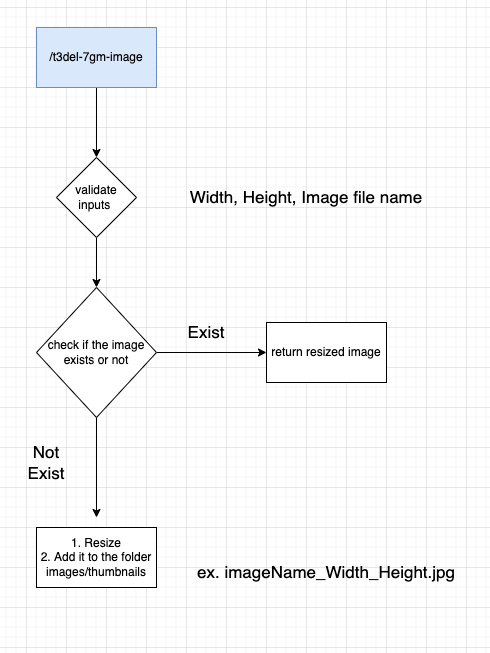 /t3del-7gm-image
validate
inputs
Width, Height, Image file name
check if the image
exists or not
Exist
return resized image
Not
Exist
1. Resize
2. Add it to the folder
images/thumbnails
ex. imageName_Width_Height.jpg